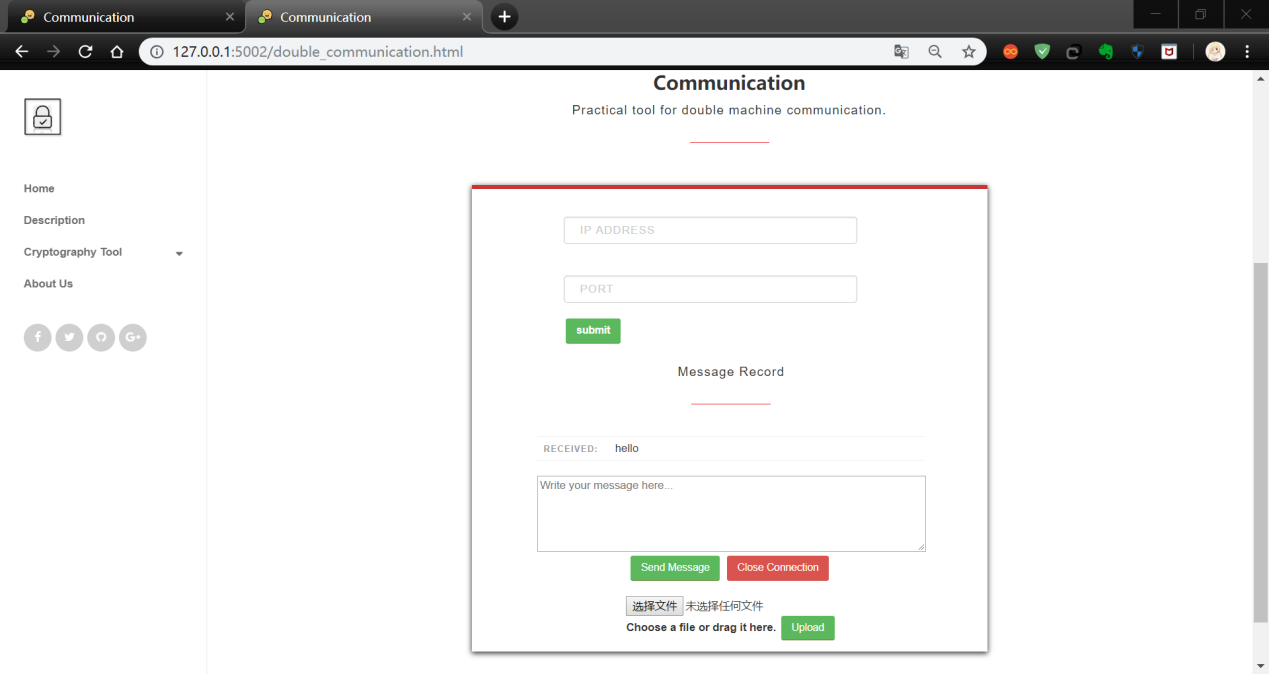 Communication
Communication
127.0.0.1:5002/double_communication.html
Communication
Practical tool for double machine communication.
Home
Description
Cryptography Tool
About Us
IP ADDRESS
PORT
submit
Message Record
RECEIVED: hello
Write your message here...
Send Message Close Connection
选择文件 未选择任何文件
Choose a file or drag it here. Upload